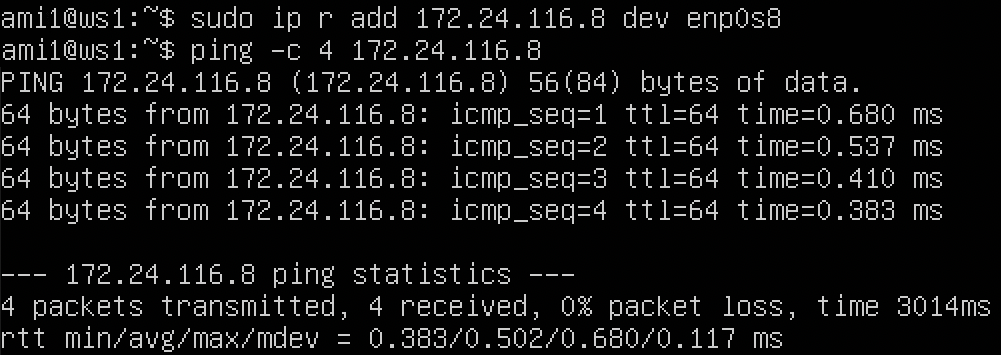 ami1@ws1:~$ sudo ip r add 172.24.116.8 dev enp0s8
ami1@ws1:~$ ping -c 4 172.24.116.8
PING 172.24.116.8 (172.24.116.8) 56(84) bytes of data.
64 bytes from 172.24.116.8: icmp_seq=1 ttl=64 time=0.680 ms
64 bytes from 172.24.116.8: icmp_seq=2 ttl=64 time=0.537 ms
64 bytes from 172.24.116.8: icmp_seq=3 ttl=64 time=0.410 ms
64 bytes from 172.24.116.8: icmp_seq=4 ttl=64 time=0.383 ms
--- 172.24.116.8 ping statistics ---
4 packets transmitted, 4 received, 0% packet loss, time 3014ms
rtt min/avg/max/mdev = 0.383/0.502/0.680/0.117 ms